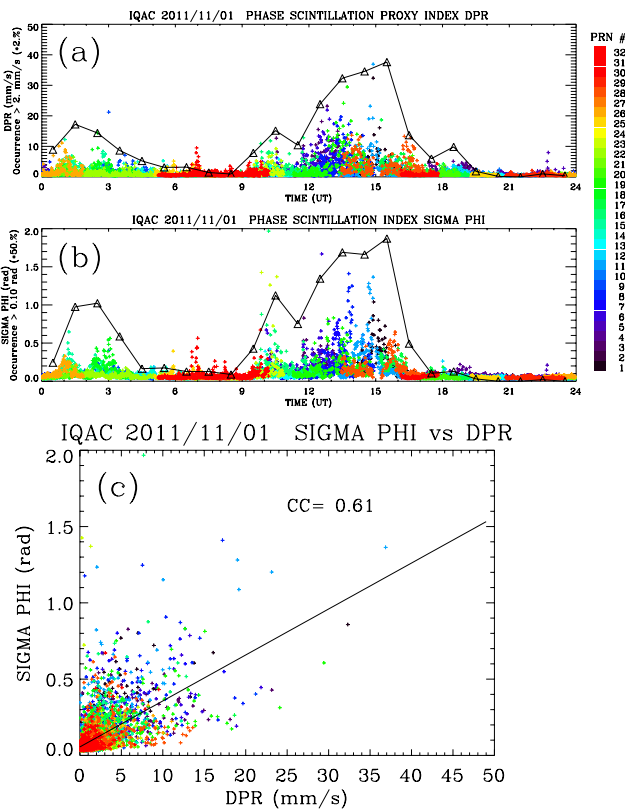 IQAC 2011/11/01 PHASE SCINTILLATION PROXY INDEX DPR
(a)
DPR (mm/s)
Occurrence > 2. mm/s (*2.%)
50
40
30
20
10
0
0 3 6 9 12 15 18 21 24
TIME (UT)
IQAC 2011/11/01 PHASE SCINTILLATION INDEX SIGMA PHI
(b)
SIGMA PHI (rad)
Occurrence > 0.10 rad (*50.%)
2.0
1.5
1.0
0.5
0.0
0 3 6 9 12 15 18 21 24
TIME (UT)
PRN #
32
31
30
29
28
27
26
25
24
23
22
21
20
19
18
17
16
15
14
13
12
11
10
9
8
7
6
5
4
3
2
1
IQAC 2011/11/01 SIGMA PHI vs DPR
(c)
CC= 0.61
SIGMA PHI (rad)
2.0
1.5
1.0
0.5
0.0
0 5 10 15 20 25 30 35 40 45 50
DPR (mm/s)